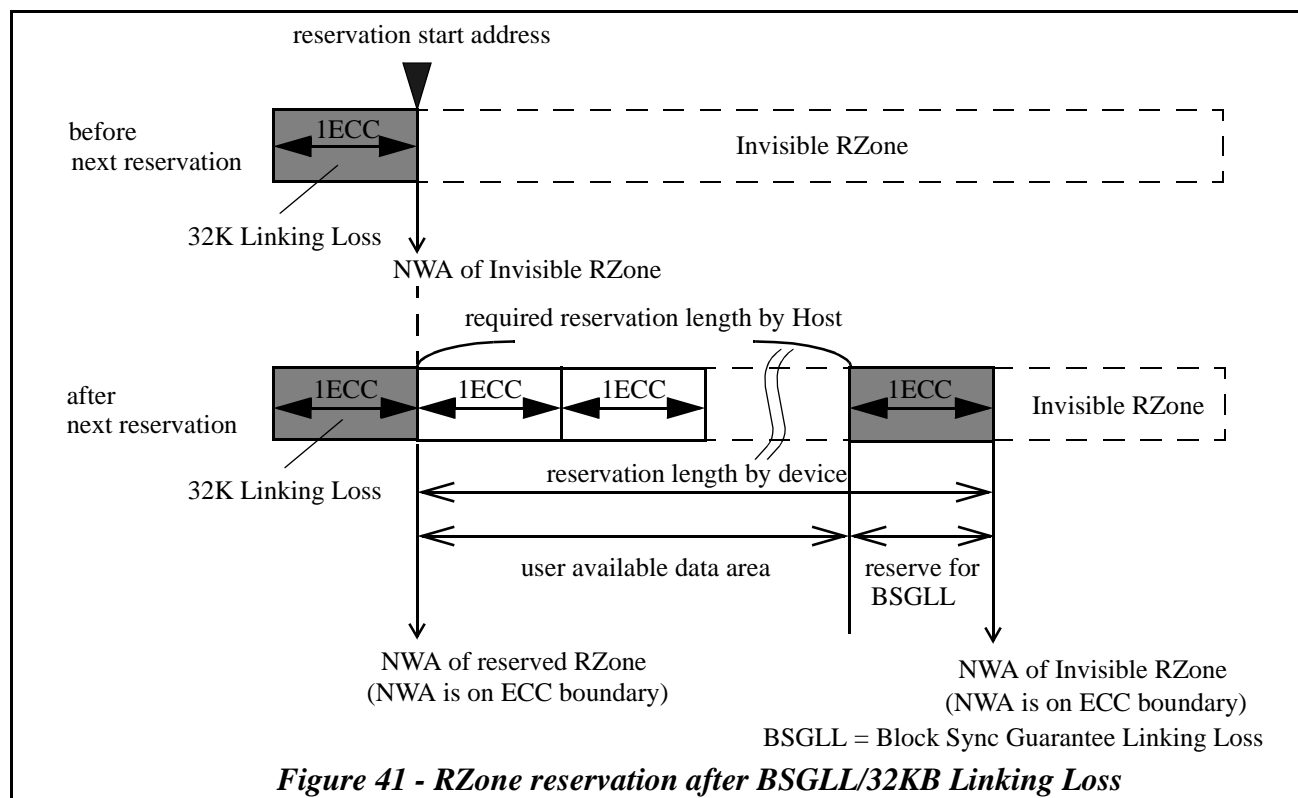 reservation start address
before
next reservation
1ECC
Invisible RZone
32K Linking Loss
NWA of Invisible RZone
required reservation length by Host
after
next reservation
1ECC
1ECC
1ECC
1ECC
Invisible RZone
32K Linking Loss
reservation length by device
user available data area
reserve for
BSGLL
NWA of reserved RZone
(NWA is on ECC boundary)
NWA of Invisible RZone
(NWA is on ECC boundary)
BSGLL = Block Sync Guarantee Linking Loss
Figure 41 - RZone reservation after BSGLL/32KB Linking Loss